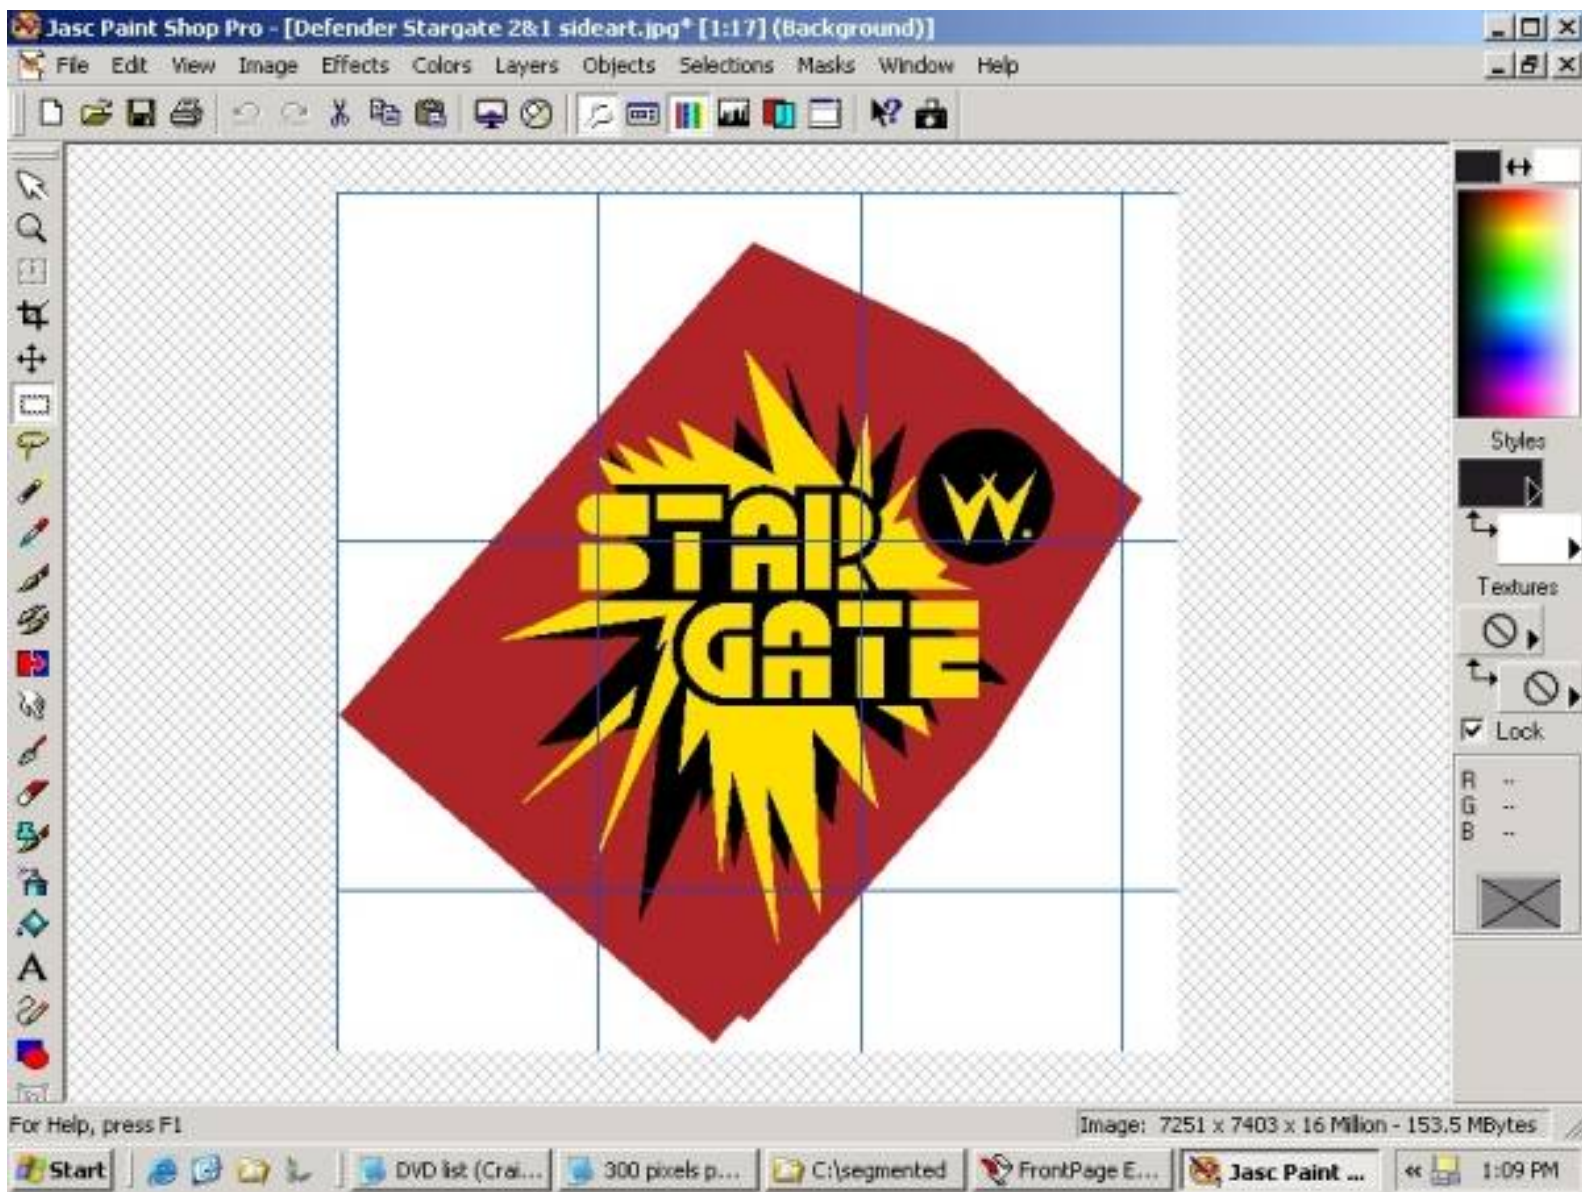 Jasc Paint Shop Pro - [Defender Stargate 2&1 sideart.jpg* [1:17] (Background)]
File Edit View Image Effects Colors Layers Objects Selections Masks Window Help
Styles
STAR
W.
GATE
Textures
Lock
R --
G --
B --
For Help, press F1
Image: 7251 x 7403 x 16 Million - 153.5 MBytes
Start DVD list (Crai... 300 pixels p... C:\segmented FrontPage E... Jasc Paint ... « 1:09 PM